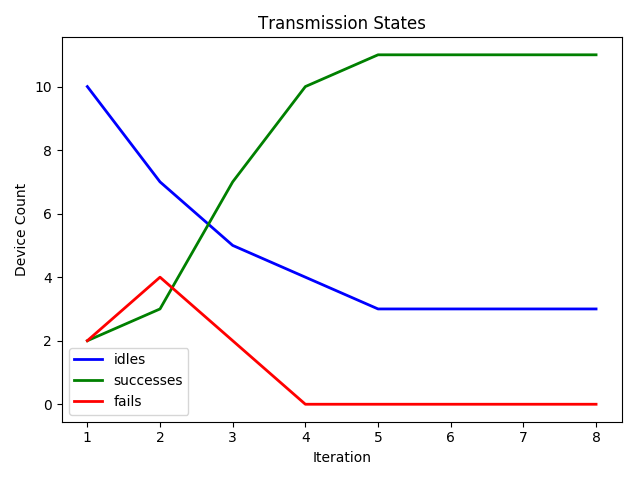 Transmission States
Device Count
10
8
6
4
2
0
idles
successes
fails
1 2 3 4 5 6 7 8
Iteration